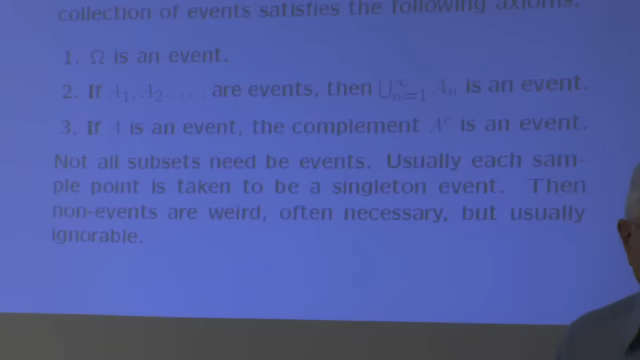 collection of events satisfies the following axioms:
1. Ω is an event.
2. If A₁, A₂, . . . , are events, then ⋃_{n=1}^∞ Aₙ is an event.
3. If A is an event, the complement Aᶜ is an event.
Not all subsets need be events. Usually each sam-
ple point is taken to be a singleton event. Then
non-events are weird, often necessary, but usually
ignorable.